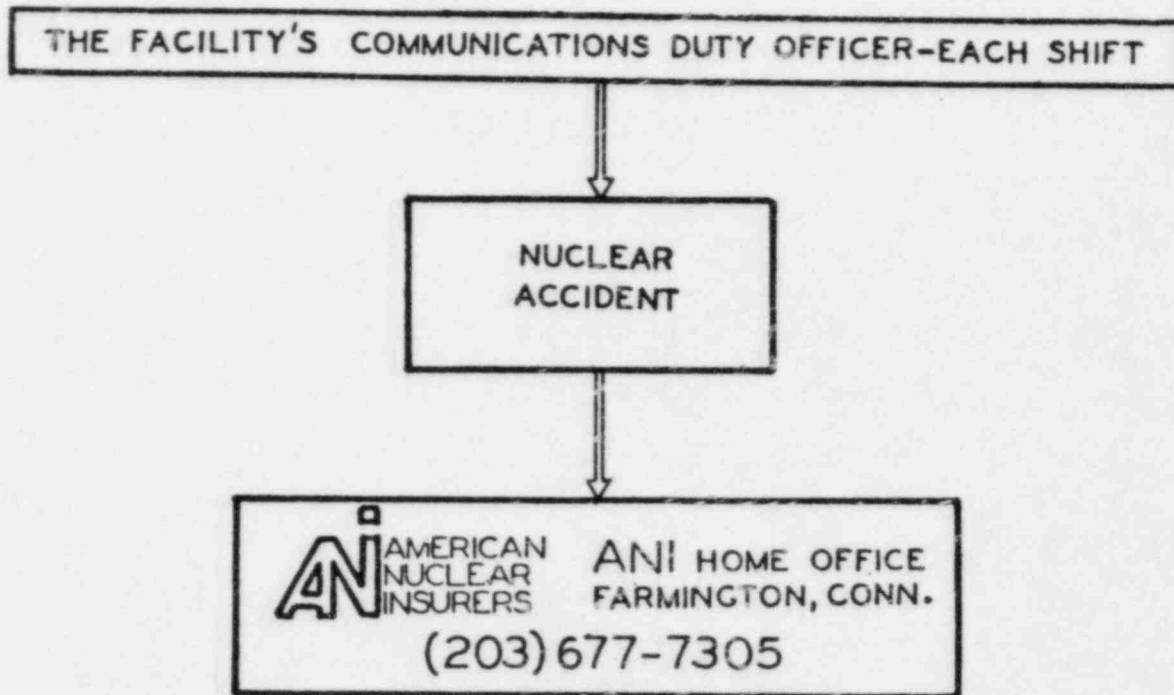 THE FACILITY'S COMMUNICATIONS DUTY OFFICER-EACH SHIFT
NUCLEAR
ACCIDENT
ANI
AMERICAN
NUCLEAR
INSURERS
ANI HOME OFFICE
FARMINGTON, CONN.
(203) 677-7305